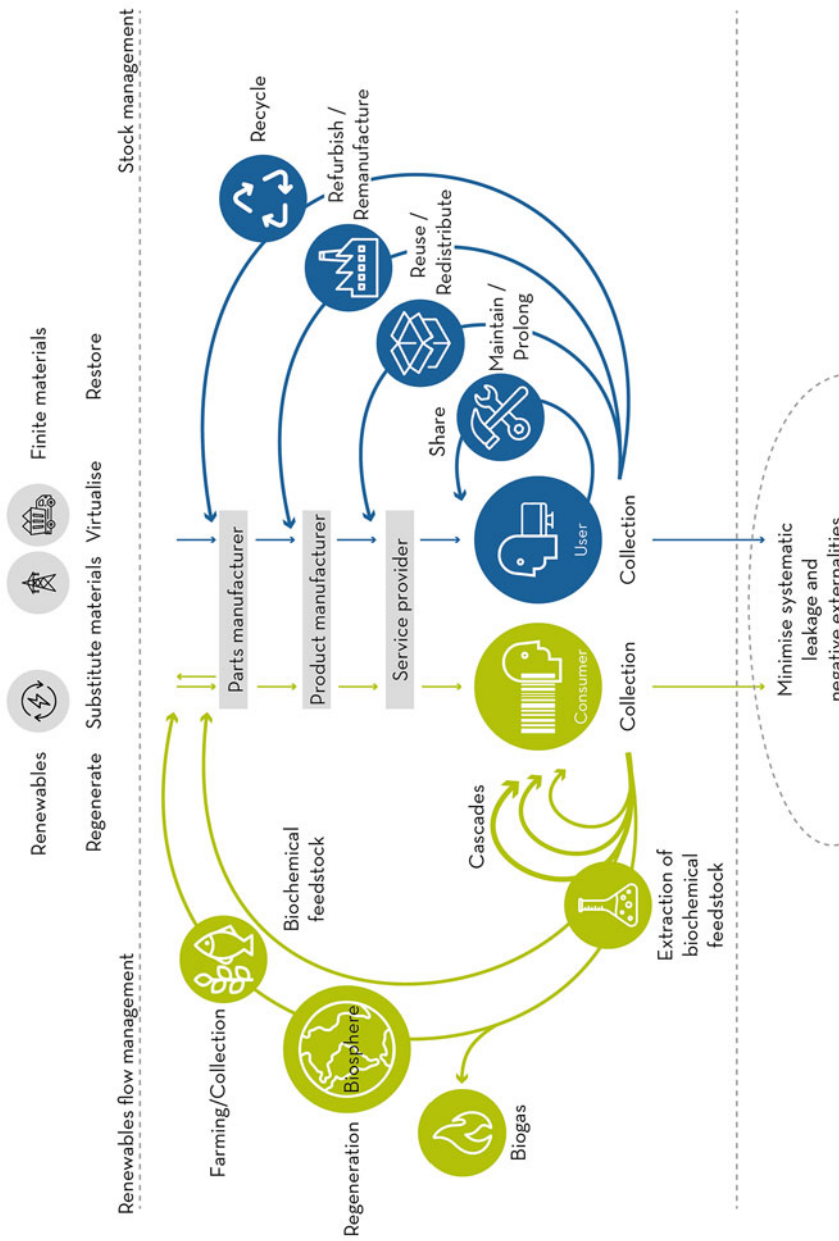 Renewables
Finite materials
Regenerate
Substitute materials
Virtualise
Restore
Renewables flow management
Stock management
Farming/Collection
Parts manufacturer
Recycle
Regeneration
Biosphere
Biochemical
feedstock
Product manufacturer
Refurbish /
Remanufacture
Service provider
Reuse /
Redistribute
Biogas
Cascades
Share
Maintain /
Prolong
Consumer
User
Extraction of
biochemical
feedstock
Collection
Collection
Minimise systematic
leakage and
negative externalities